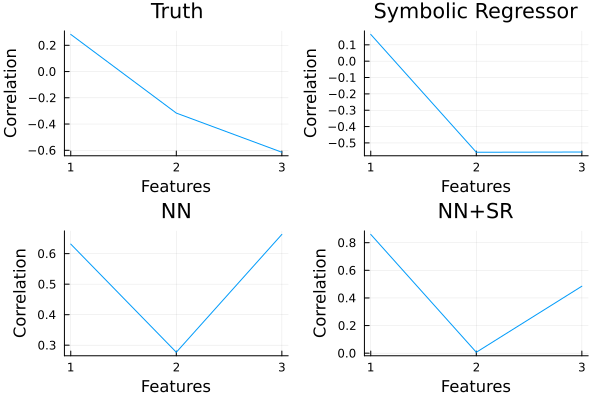 Truth
Correlation
0.2
0.0
−0.2
−0.4
−0.6
1
2
3
Features
Symbolic Regressor
Correlation
0.1
0.0
−0.1
−0.2
−0.3
−0.4
−0.5
1
2
3
Features
NN
Correlation
0.6
0.5
0.4
0.3
1
2
3
Features
NN+SR
Correlation
0.8
0.6
0.4
0.2
0.0
1
2
3
Features